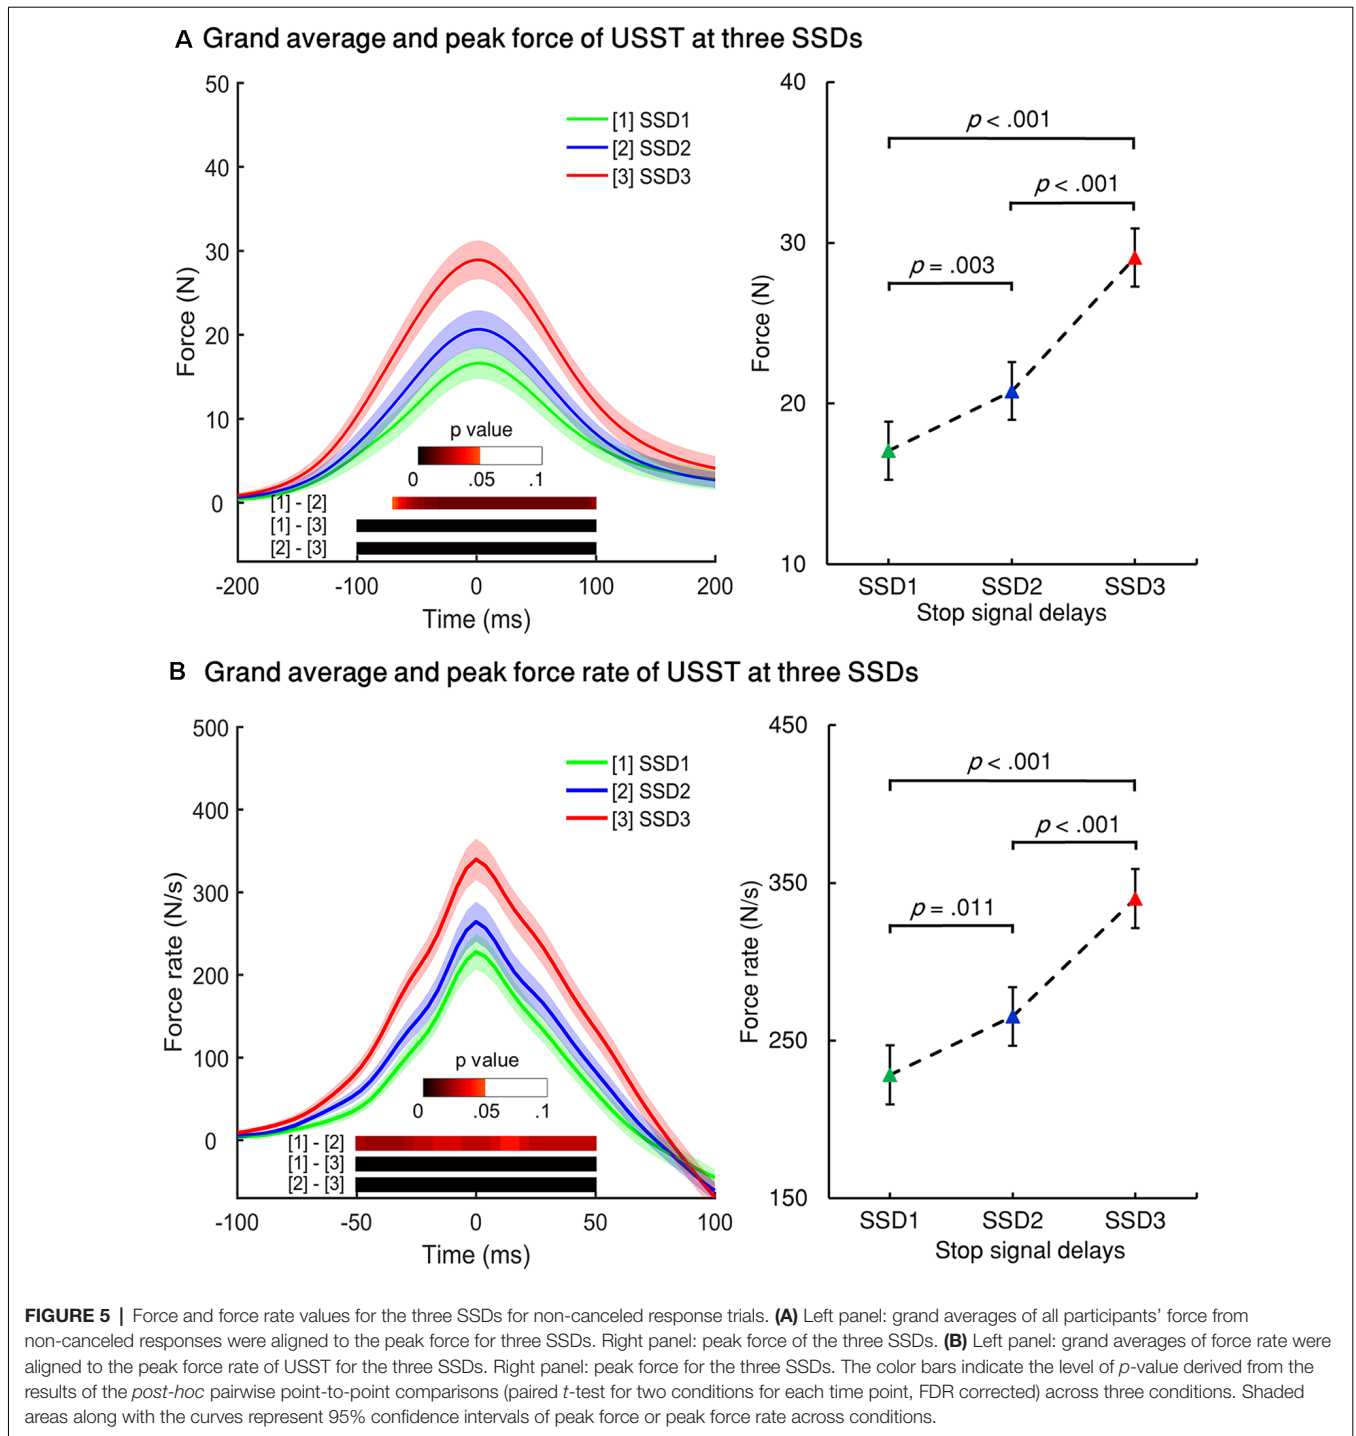 A Grand average and peak force of USST at three SSDs
50
40
30
20
10
0
Force (N)
[1] SSD1
[2] SSD2
[3] SSD3
p value
0 .05 .1
[1] - [2]
[1] - [3]
[2] - [3]
-200 -100 0 100 200
Time (ms)
40
30
20
10
Force (N)
p < .001
p < .001
p = .003
SSD1 SSD2 SSD3
Stop signal delays
B Grand average and peak force rate of USST at three SSDs
500
400
300
200
100
0
Force rate (N/s)
[1] SSD1
[2] SSD2
[3] SSD3
p value
0 .05 .1
[1] - [2]
[1] - [3]
[2] - [3]
-100 -50 0 50 100
Time (ms)
450
350
250
150
Force rate (N/s)
p < .001
p < .001
p = .011
SSD1 SSD2 SSD3
Stop signal delays
FIGURE 5 | Force and force rate values for the three SSDs for non-canceled response trials. (A) Left panel: grand averages of all participants' force from
non-canceled responses were aligned to the peak force for three SSDs. Right panel: peak force of the three SSDs. (B) Left panel: grand averages of force rate were
aligned to the peak force rate of USST for the three SSDs. Right panel: peak force for the three SSDs. The color bars indicate the level of p-value derived from the
results of the post-hoc pairwise point-to-point comparisons (paired t-test for two conditions for each time point, FDR corrected) across three conditions. Shaded
areas along with the curves represent 95% confidence intervals of peak force or peak force rate across conditions.